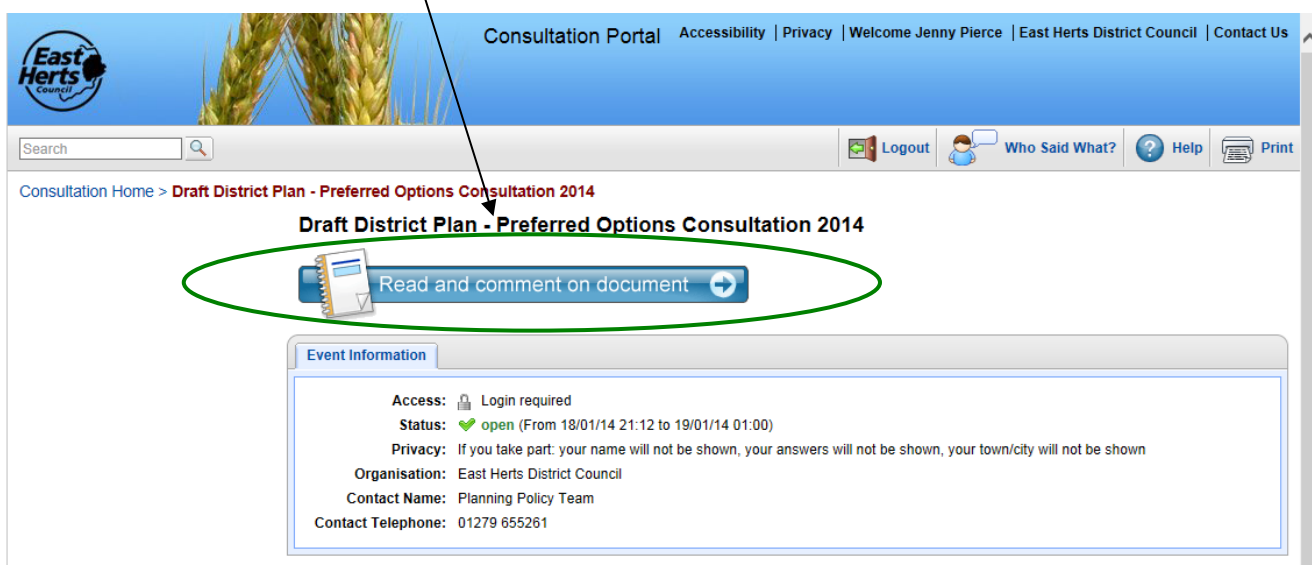 East
Herts
Council
Consultation Portal Accessibility | Privacy | Welcome Jenny Pierce | East Herts District Council | Contact Us
Search Logout Who Said What? Help Print
Consultation Home > Draft District Plan - Preferred Options Consultation 2014
Draft District Plan - Preferred Options Consultation 2014
Read and comment on document
Event Information
Access: Login required
Status: open (From 18/01/14 21:12 to 19/01/14 01:00)
Privacy: If you take part: your name will not be shown, your answers will not be shown, your town/city will not be shown
Organisation: East Herts District Council
Contact Name: Planning Policy Team
Contact Telephone: 01279 655261